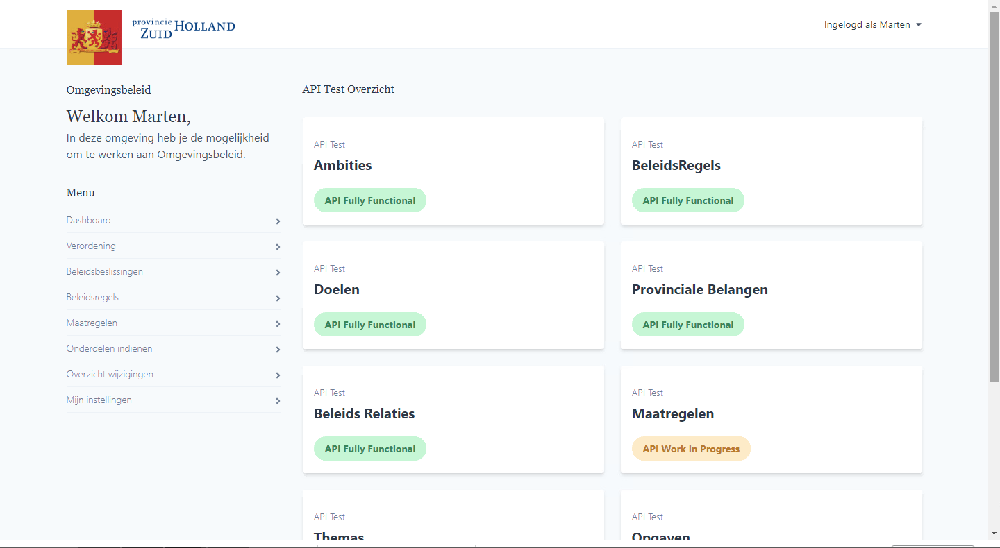 provincie
ZUID HOLLAND
Ingelogd als Marten
Omgevingsbeleid
Welkom Marten,
In deze omgeving heb je de mogelijkheid
om te werken aan Omgevingsbeleid.
Menu
Dashboard
Verordening
Beleidsbeslissingen
Beleidsregels
Maatregelen
Onderdelen indienen
Overzicht wijzigingen
Mijn instellingen
API Test Overzicht
API Test
Ambities
API Fully Functional
API Test
BeleidsRegels
API Fully Functional
API Test
Doelen
API Fully Functional
API Test
Provinciale Belangen
API Fully Functional
API Test
Beleids Relaties
API Fully Functional
API Test
Maatregelen
API Work in Progress
API Test
Themas
API Test
Opgaven